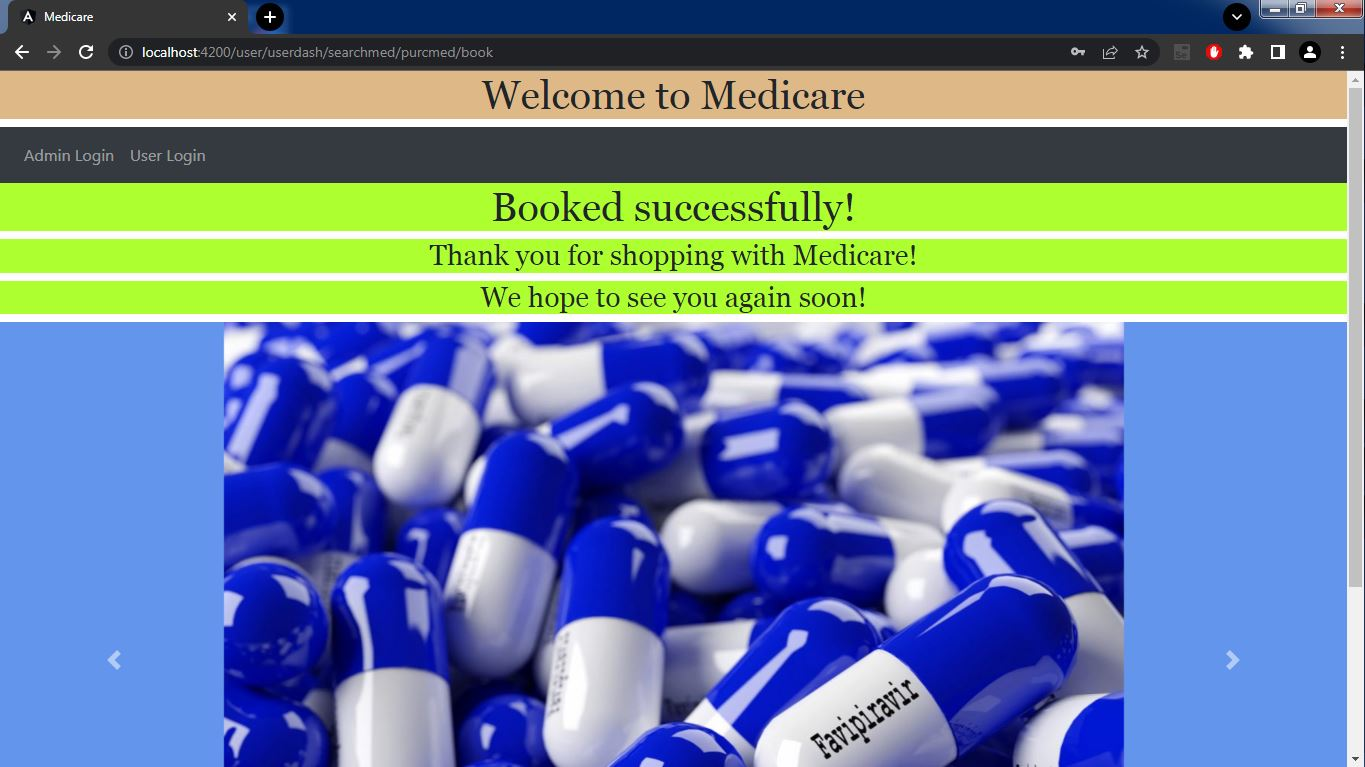 Medicare
localhost:4200/user/userdash/searchmed/purcmed/book
Welcome to Medicare
Admin Login User Login
Booked successfully!
Thank you for shopping with Medicare!
We hope to see you again soon!
Favipiravir